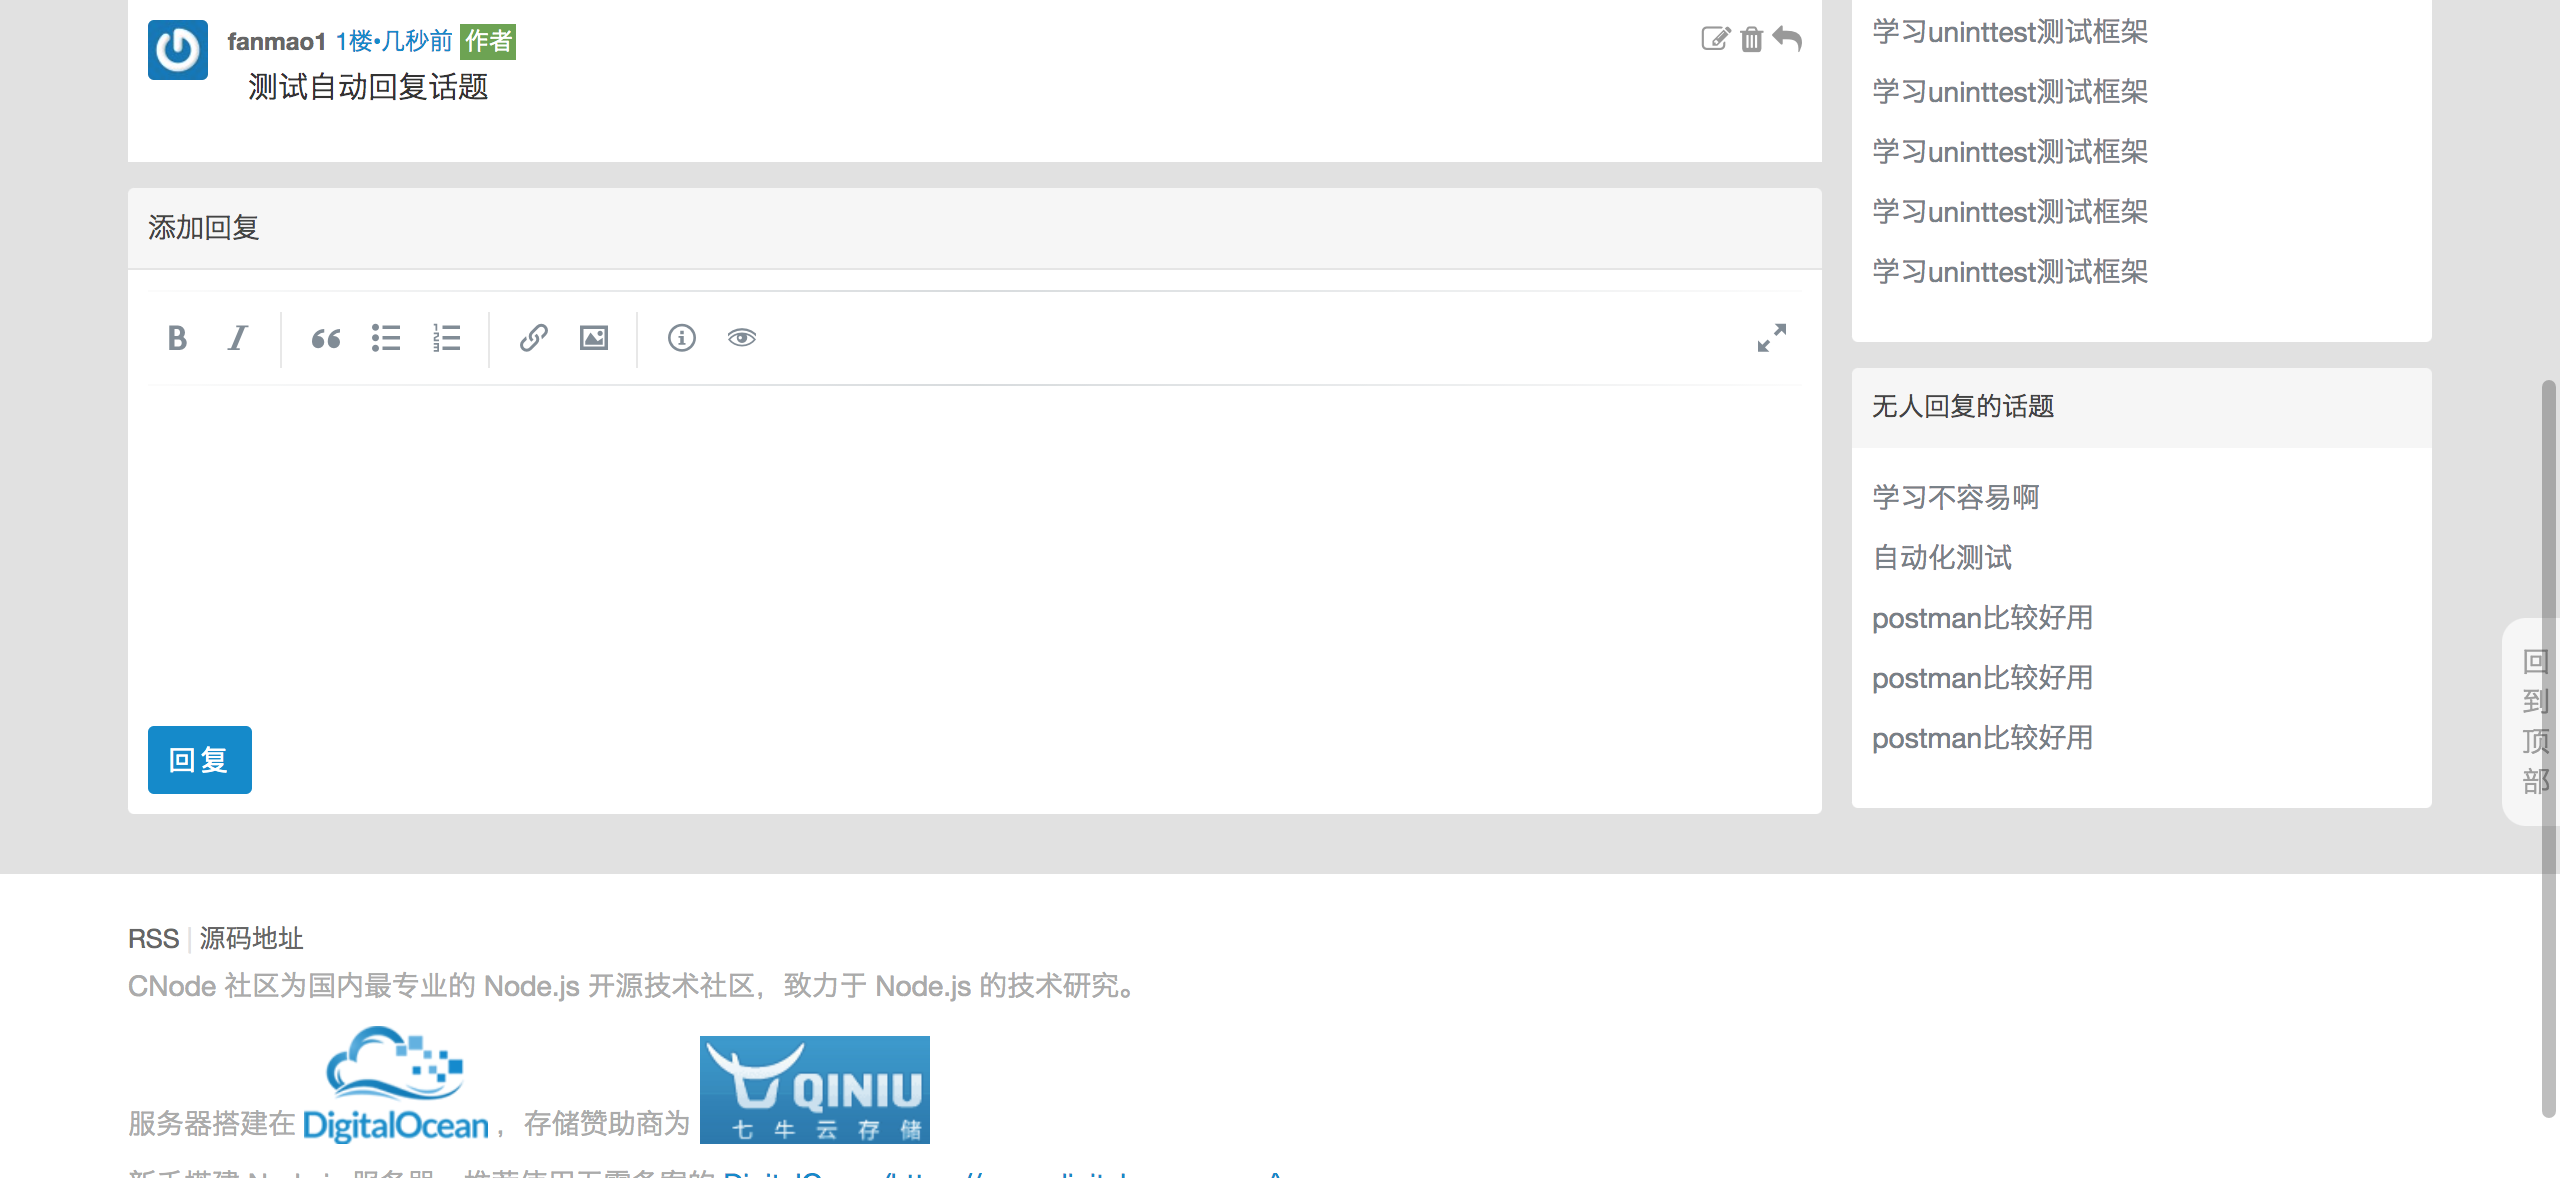 fanmao1 1楼•几秒前 作者
测试自动回复话题
添加回复
回复
学习uninttest测试框架
学习uninttest测试框架
学习uninttest测试框架
学习uninttest测试框架
学习uninttest测试框架
无人回复的话题
学习不容易啊
自动化测试
postman比较好用
postman比较好用
postman比较好用
回到顶部
RSS | 源码地址
CNode 社区为国内最专业的 Node.js 开源技术社区，致力于 Node.js 的技术研究。
服务器搭建在 DigitalOcean ，存储赞助商为 QINIU 七牛云存储